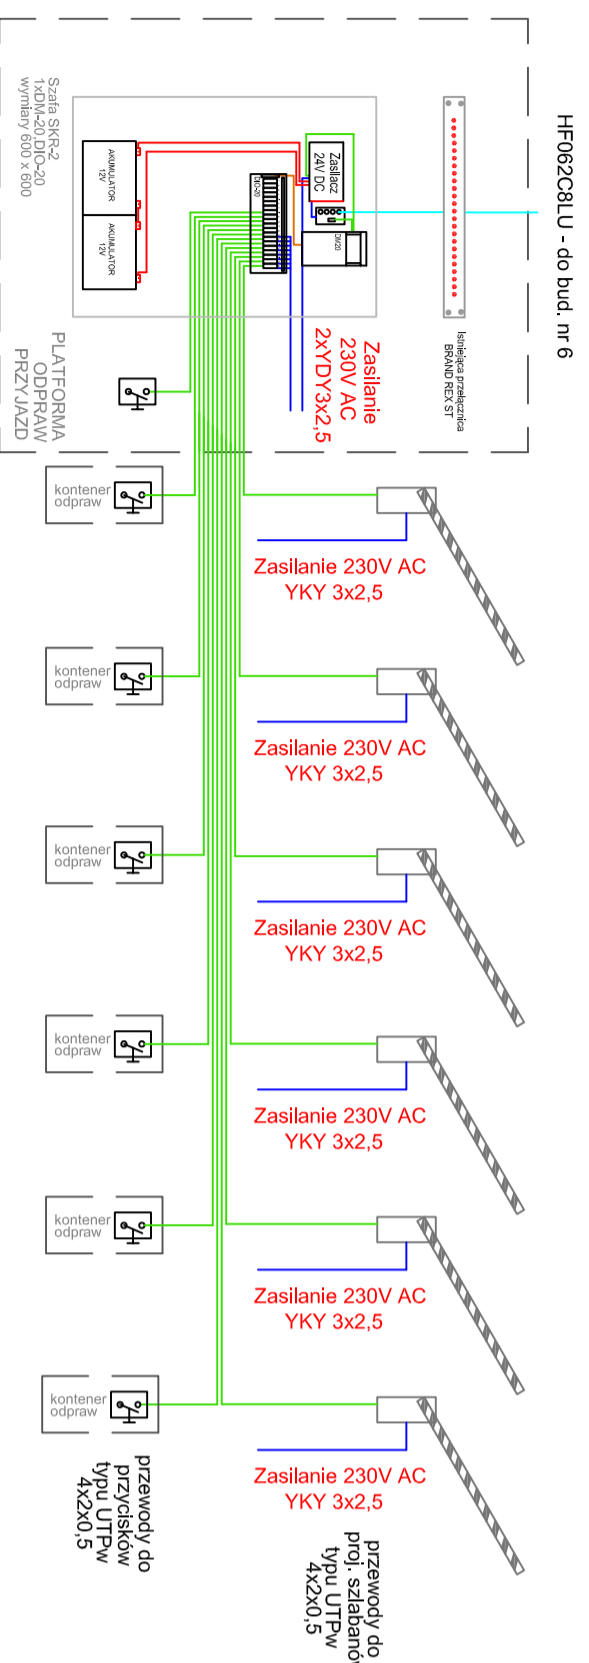 HF062C8LU - do bud. nr 6
Istniejąca przełącznica
BRAND REX ST
Szafa SKR-2
1xDM-20,DIO-20
wymiary 600 x 600
AKUMULATOR
12V
AKUMULATOR
12V
Zasilacz
24V DC
DIO-20
DM20
Zasilanie
230V AC
2xYDY3x2,5
PLATFORMA
ODPRAW
PRZYJAZD
kontener
odpraw
Zasilanie 230V AC
YKY 3x2,5
kontener
odpraw
Zasilanie 230V AC
YKY 3x2,5
kontener
odpraw
Zasilanie 230V AC
YKY 3x2,5
kontener
odpraw
Zasilanie 230V AC
YKY 3x2,5
kontener
odpraw
Zasilanie 230V AC
YKY 3x2,5
kontener
odpraw
Zasilanie 230V AC
YKY 3x2,5
przewody do
przycisków
typu UTPw
4x2x0,5
przewody do
proj. szlabanów
typu UTPw
4x2x0,5